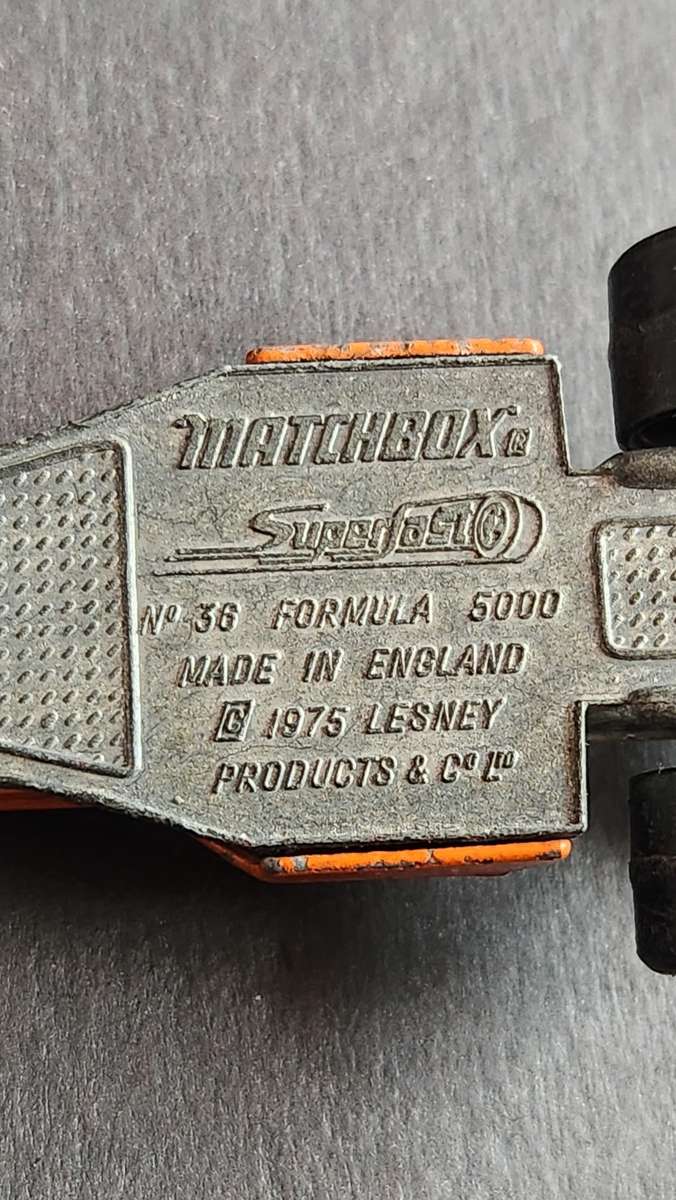 MATCHBOX ®
Superfast
Nº 36 FORMULA 5000
MADE IN ENGLAND
© 1975 LESNEY
PRODUCTS & Cº Lᵀᴰ